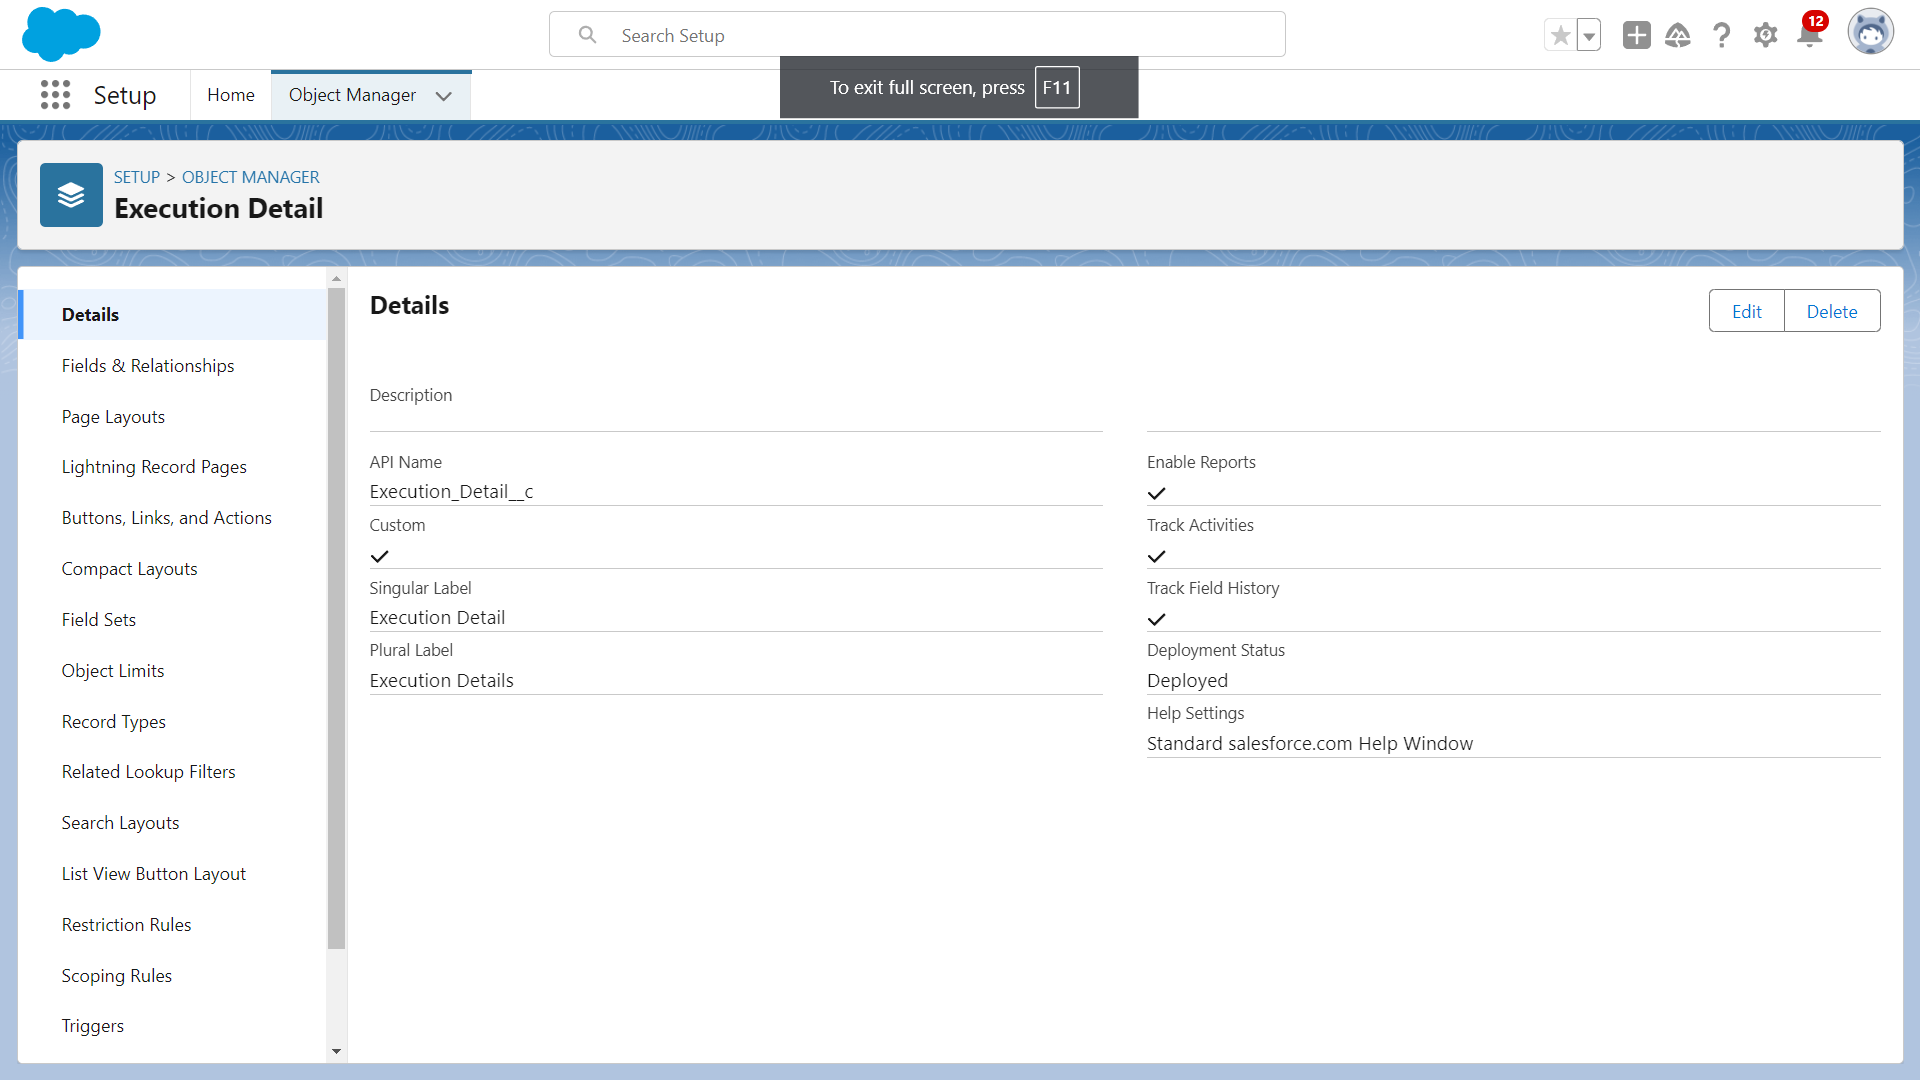 Search Setup
12
To exit full screen, press F11
Setup
Home
Object Manager
SETUP > OBJECT MANAGER
Execution Detail
Details
Fields & Relationships
Page Layouts
Lightning Record Pages
Buttons, Links, and Actions
Compact Layouts
Field Sets
Object Limits
Record Types
Related Lookup Filters
Search Layouts
List View Button Layout
Restriction Rules
Scoping Rules
Triggers
Details
Edit
Delete
Description
API Name
Execution_Detail__c
Custom
Singular Label
Execution Detail
Plural Label
Execution Details
Enable Reports
Track Activities
Track Field History
Deployment Status
Deployed
Help Settings
Standard salesforce.com Help Window